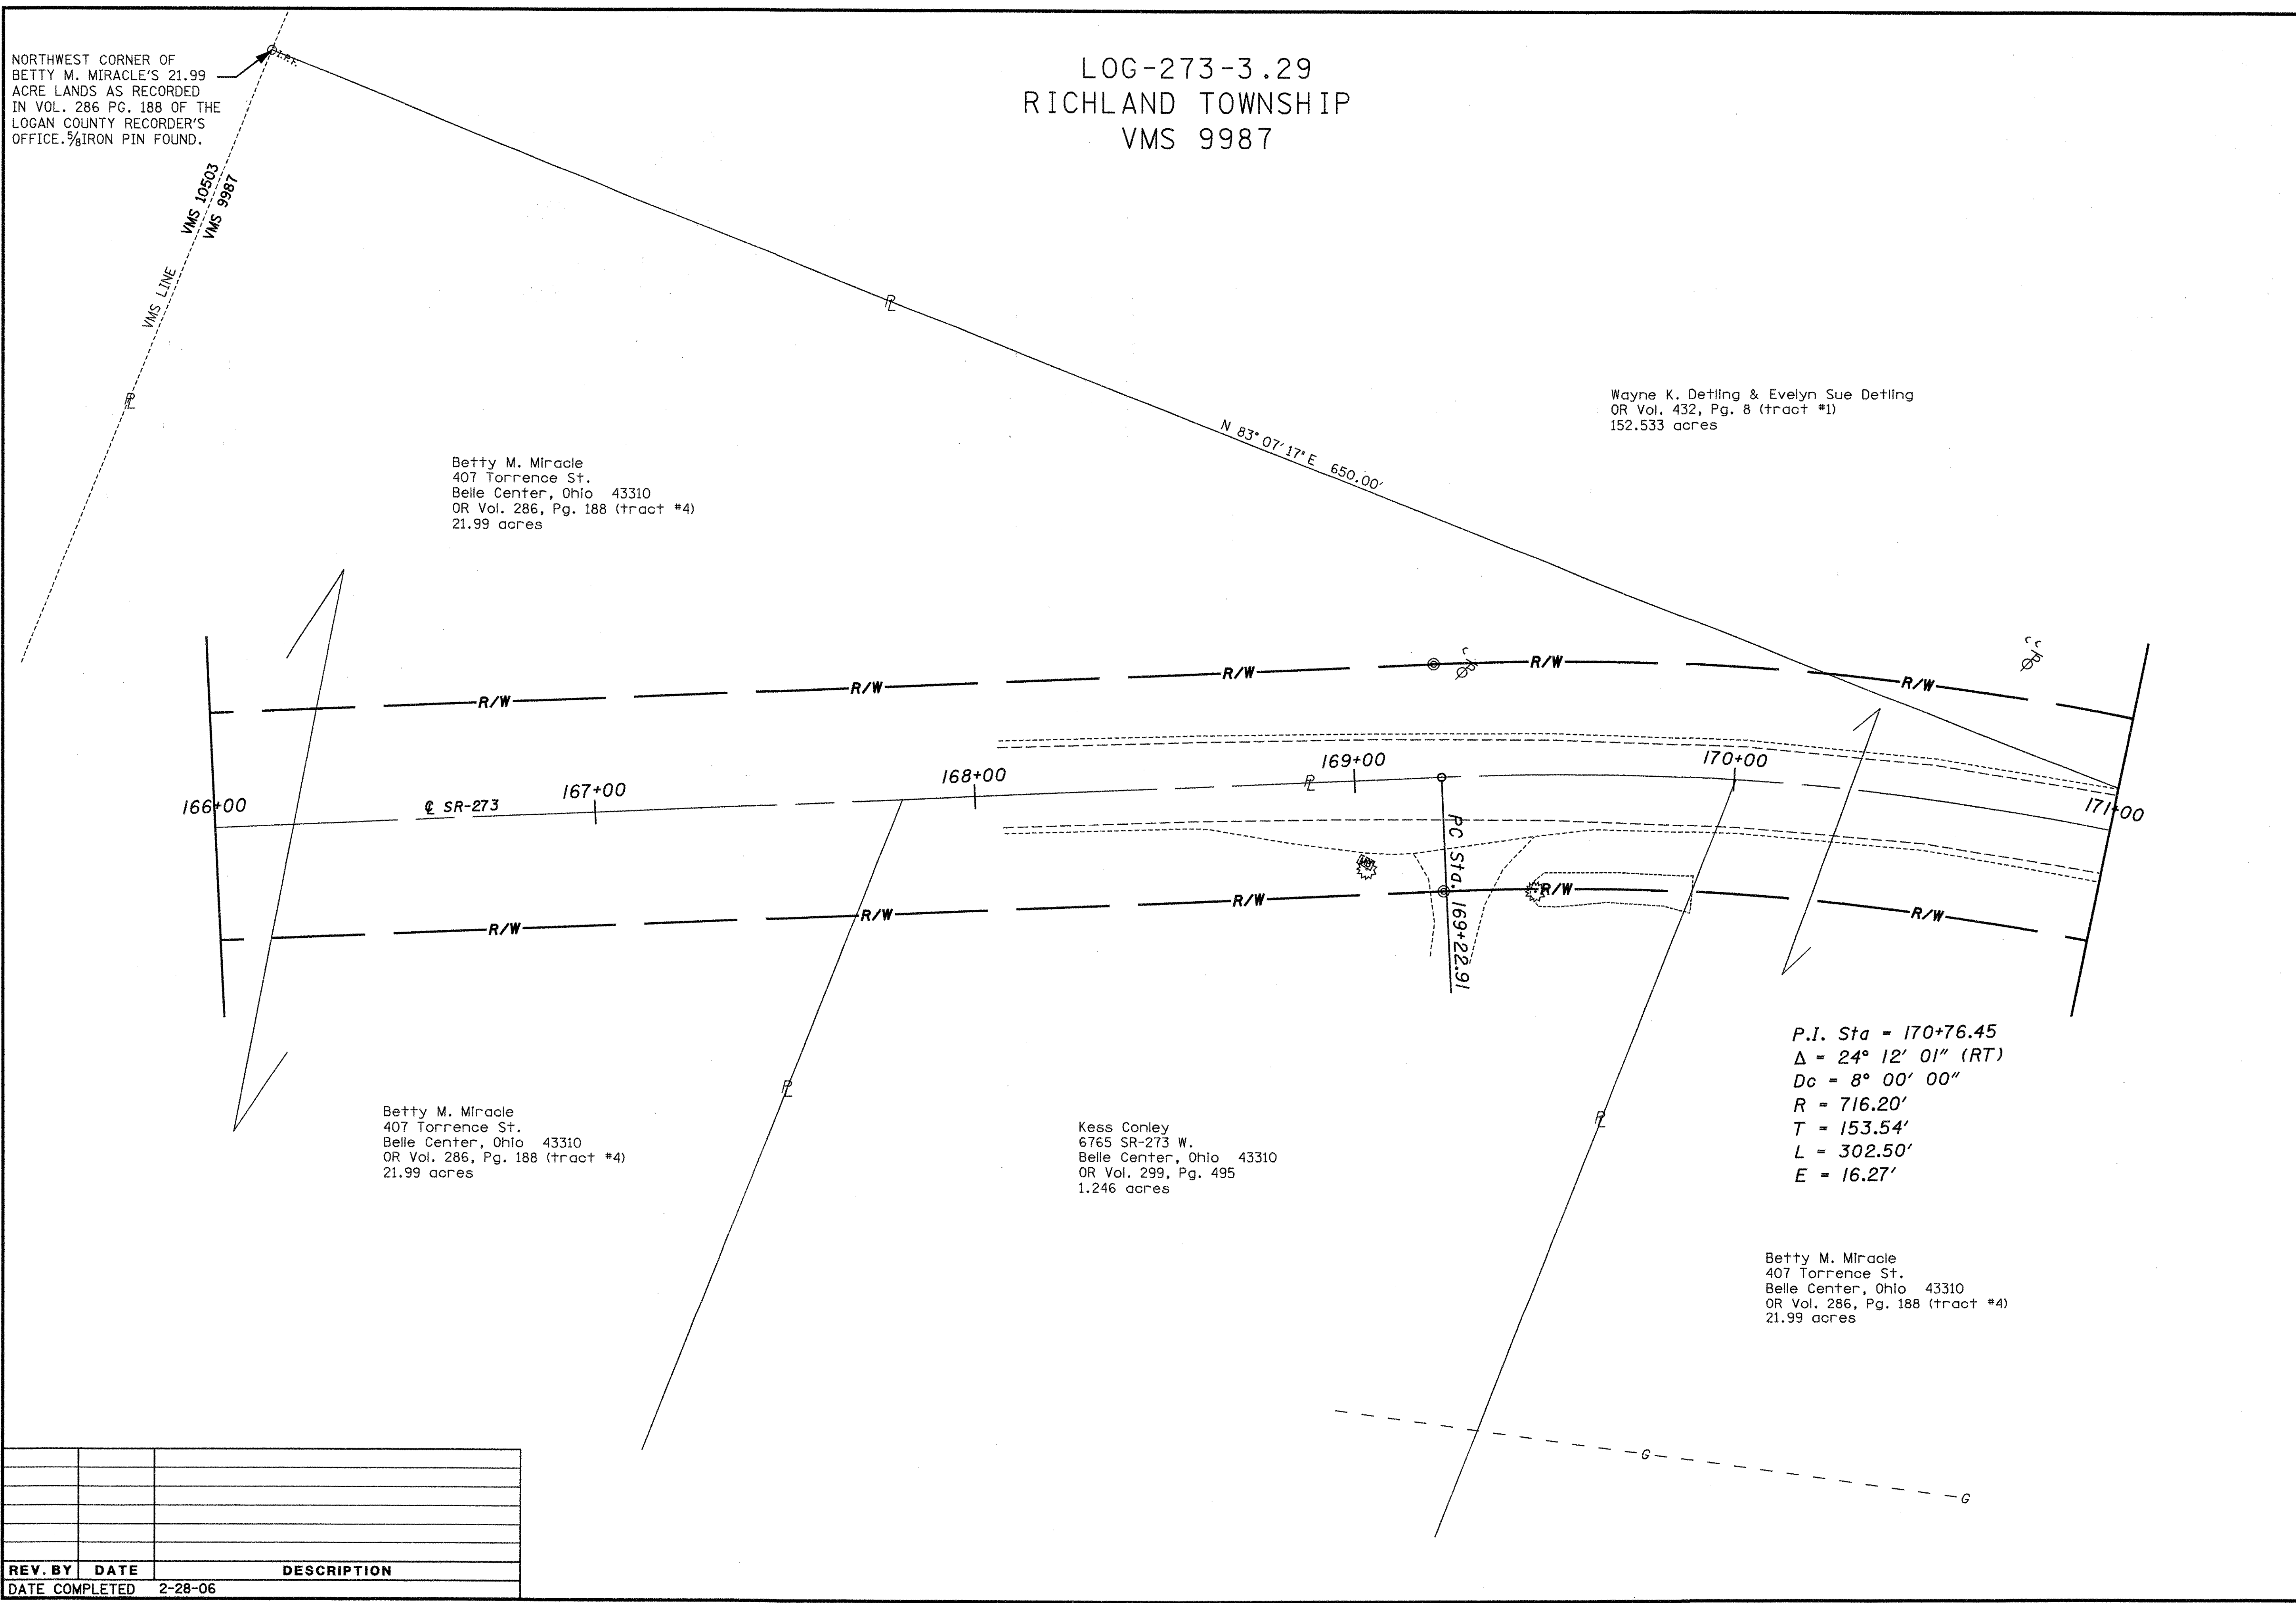 LOG-273-3.29
RICHLAND TOWNSHIP
VMS 9987
NORTHWEST CORNER OF
BETTY M. MIRACLE'S 21.99
ACRE LANDS AS RECORDED
IN VOL. 286 PG. 188 OF THE
LOGAN COUNTY RECORDER'S
OFFICE. 5/8 IRON PIN FOUND.
I.P.F.
VMS 10503
VMS 9987
VMS LINE
PL
PL
N 83° 07' 17" E 650.00'
Wayne K. Detling & Evelyn Sue Detling
OR Vol. 432, Pg. 8 (tract #1)
152.533 acres
Betty M. Miracle
407 Torrence St.
Belle Center, Ohio 43310
OR Vol. 286, Pg. 188 (tract #4)
21.99 acres
R/W
R/W
R/W
R/W
R/W
166+00
℄ SR-273
167+00
168+00
PL
169+00
170+00
171+00
PC Sta. 169+22.91
R/W
R/W
R/W
R/W
R/W
P.I. Sta = 170+76.45
Δ = 24° 12' 01" (RT)
Dc = 8° 00' 00"
R = 716.20'
T = 153.54'
L = 302.50'
E = 16.27'
PL
PL
Betty M. Miracle
407 Torrence St.
Belle Center, Ohio 43310
OR Vol. 286, Pg. 188 (tract #4)
21.99 acres
Kess Conley
6765 SR-273 W.
Belle Center, Ohio 43310
OR Vol. 299, Pg. 495
1.246 acres
Betty M. Miracle
407 Torrence St.
Belle Center, Ohio 43310
OR Vol. 286, Pg. 188 (tract #4)
21.99 acres
G
G
REV. BY DATE DESCRIPTION
DATE COMPLETED 2-28-06